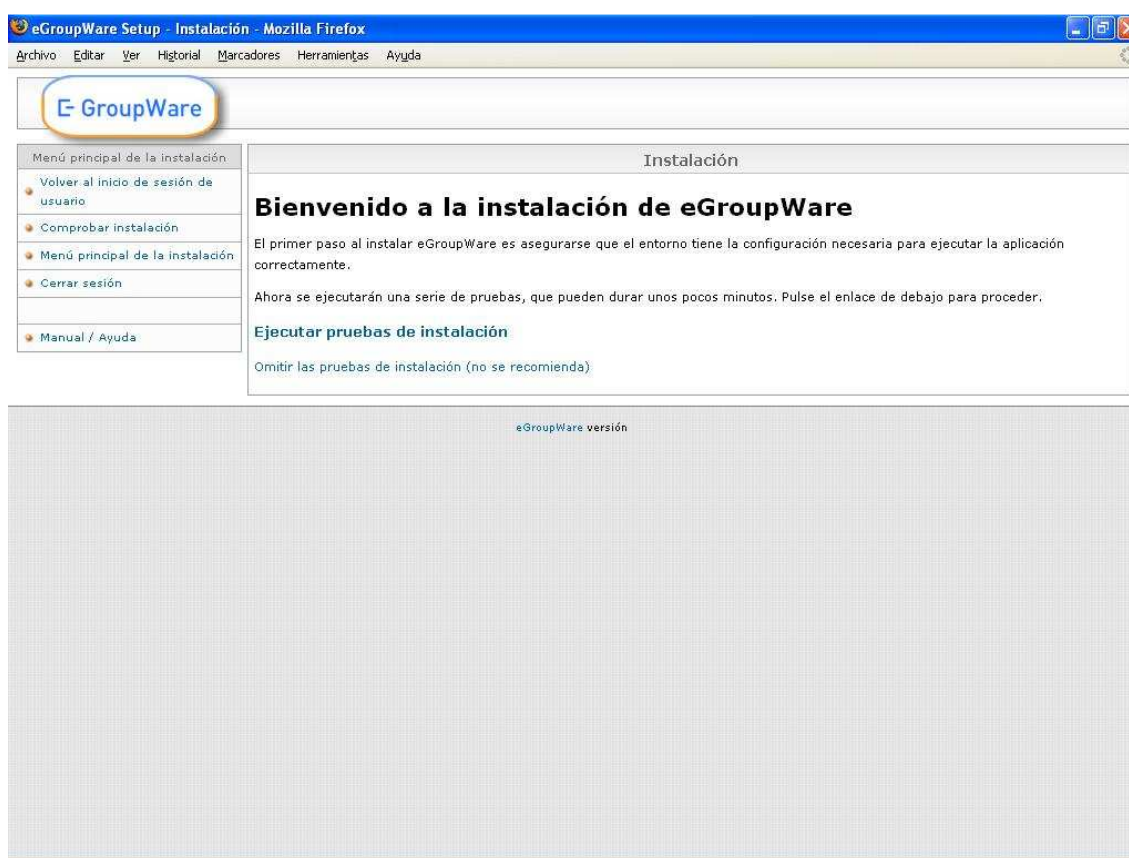 eGroupWare Setup - Instalación - Mozilla Firefox
Archivo Editar Ver Historial Marcadores Herramientas Ayuda
E- GroupWare
Menú principal de la instalación
Volver al inicio de sesión de
usuario
Comprobar instalación
Menú principal de la instalación
Cerrar sesión
Manual / Ayuda
Instalación
Bienvenido a la instalación de eGroupWare
El primer paso al instalar eGroupWare es asegurarse que el entorno tiene la configuración necesaria para ejecutar la aplicación
correctamente.
Ahora se ejecutarán una serie de pruebas, que pueden durar unos pocos minutos. Pulse el enlace de debajo para proceder.
Ejecutar pruebas de instalación
Omitir las pruebas de instalación (no se recomienda)
eGroupWare versión